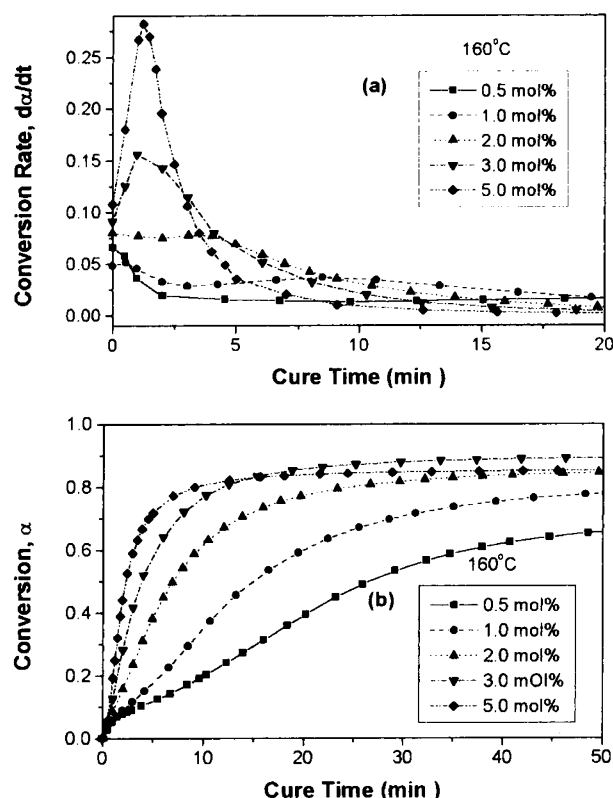 0.25
0.20
0.15
0.10
0.05
0.00
Conversion Rate, dα/dt
(a)
160°C
0.5 mol%
1.0 mol%
2.0 mol%
3.0 mol%
5.0 mol%
0 5 10 15 20
Cure Time (min )
1.0
0.8
0.6
0.4
0.2
0.0
Conversion, α
160°C
(b)
0.5 mol%
1.0 mol%
2.0 mol%
3.0 mOl%
5.0 mol%
0 10 20 30 40 50
Cure Time (min )